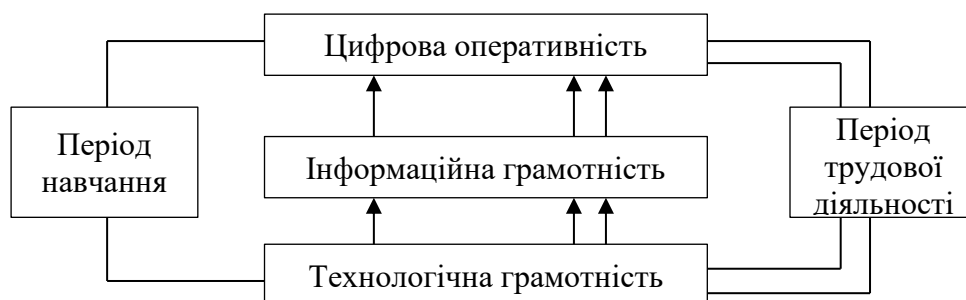 Цифрова оперативність
Період
навчання
Інформаційна грамотність
Період
трудової
діяльності
Технологічна грамотність